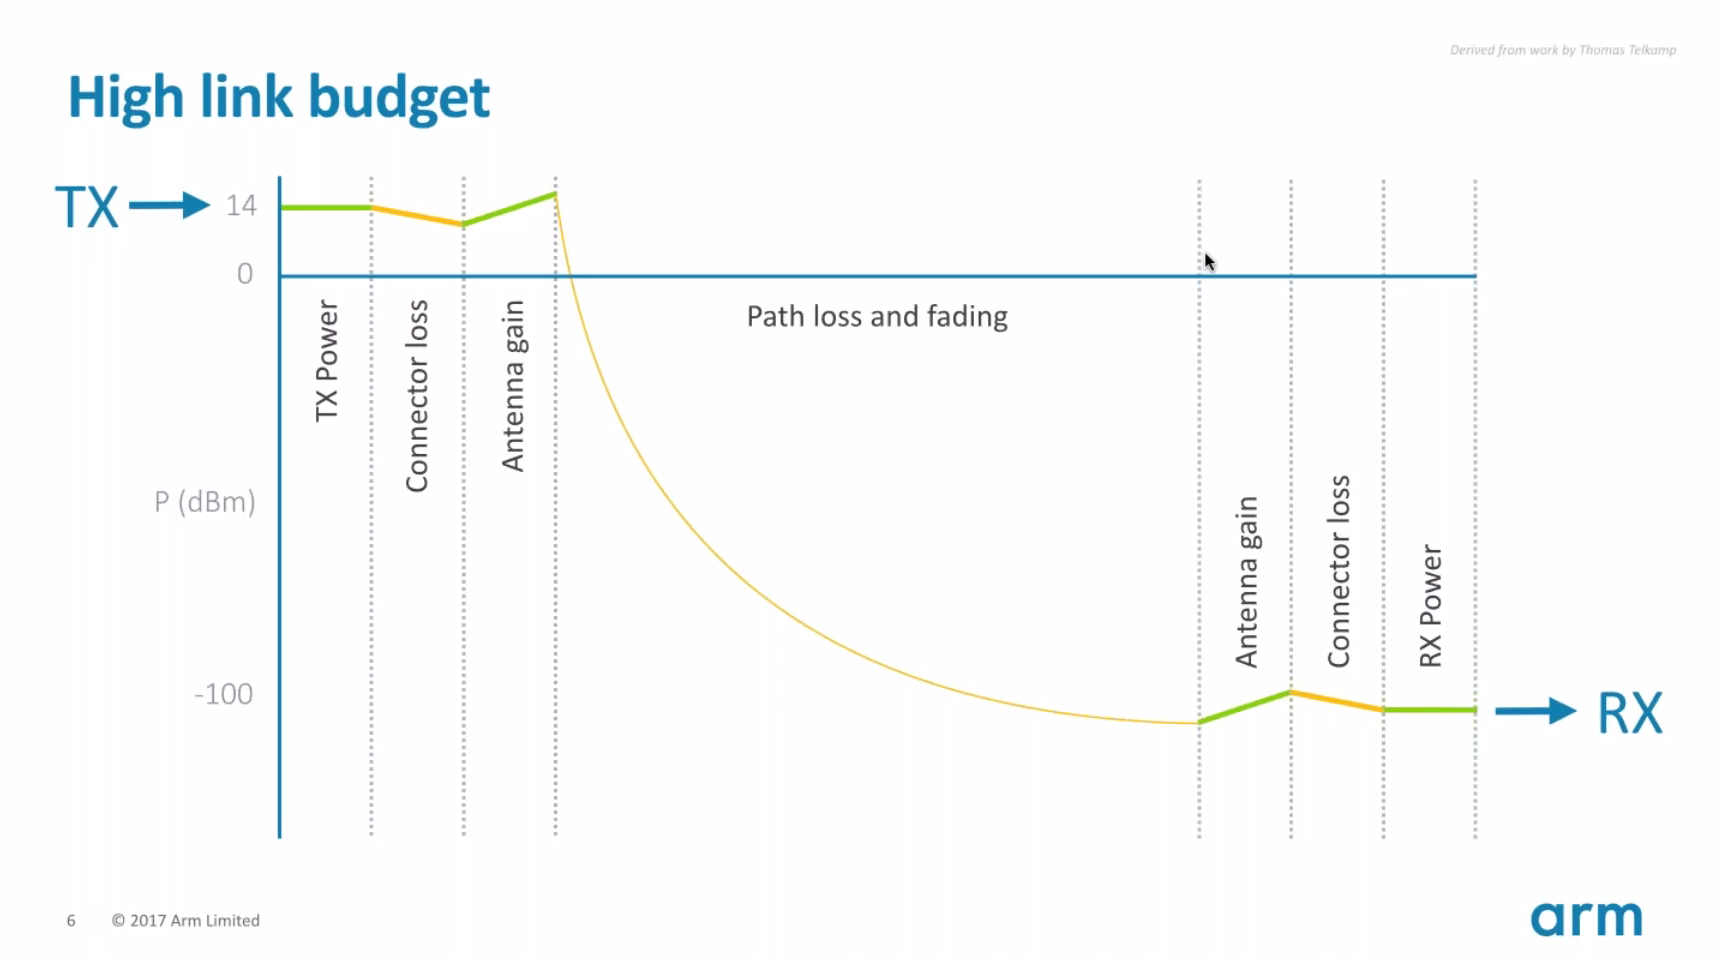 Derived from work by Thomas Telkamp
High link budget
TX
14
0
P (dBm)
-100
TX Power
Connector loss
Antenna gain
Path loss and fading
Antenna gain
Connector loss
RX Power
RX
6
© 2017 Arm Limited
arm